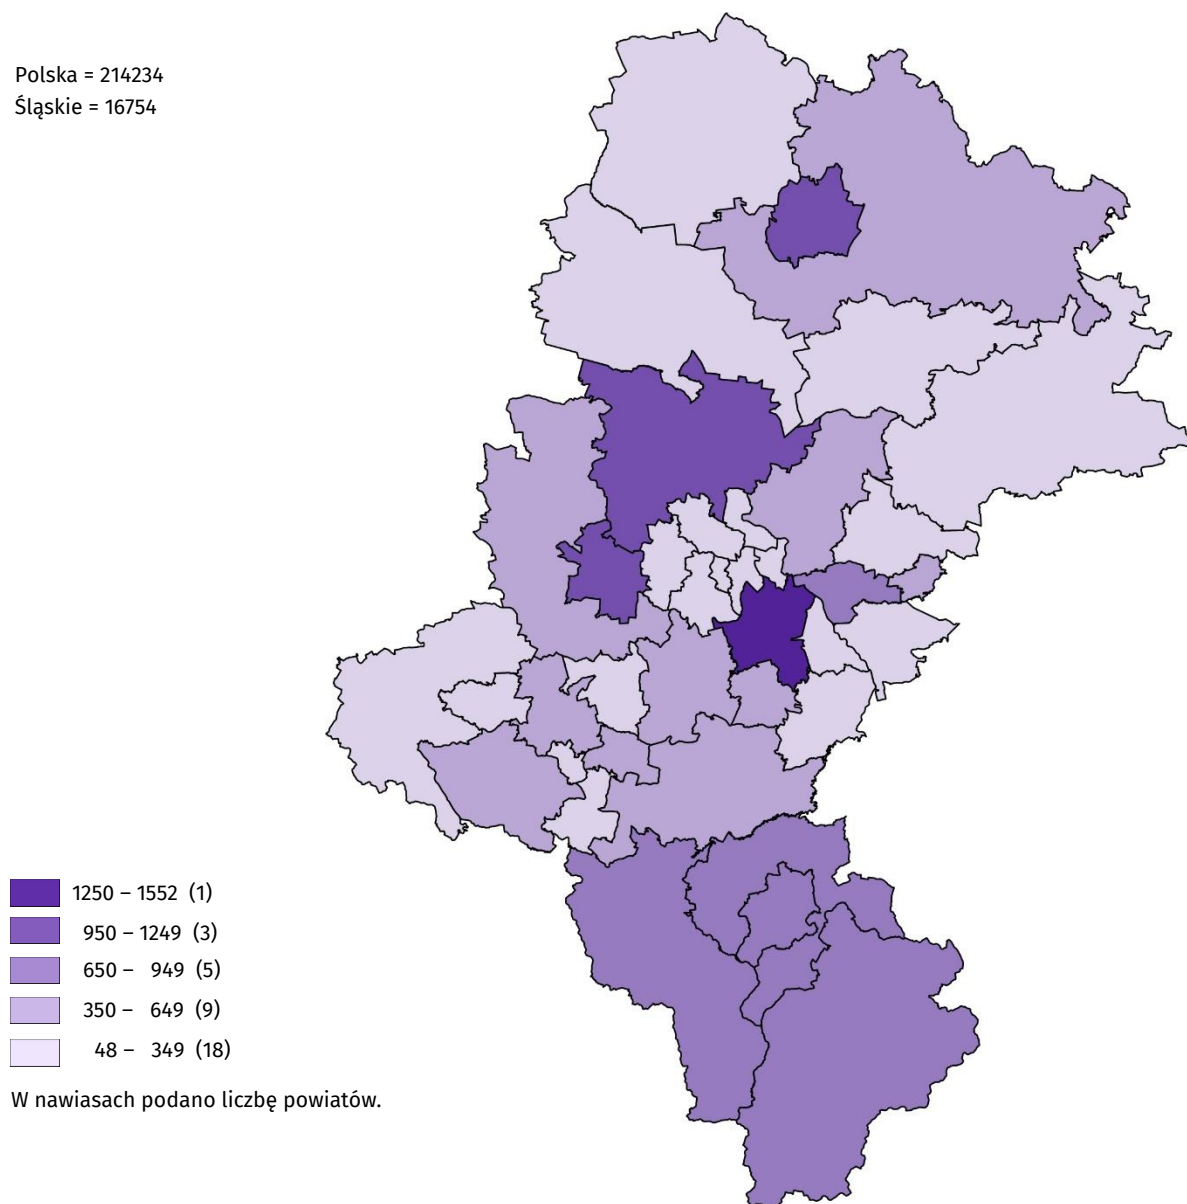 Polska = 214234
Śląskie = 16754
1250 – 1552 (1)
950 – 1249 (3)
650 – 949 (5)
350 – 649 (9)
48 – 349 (18)
W nawiasach podano liczbę powiatów.